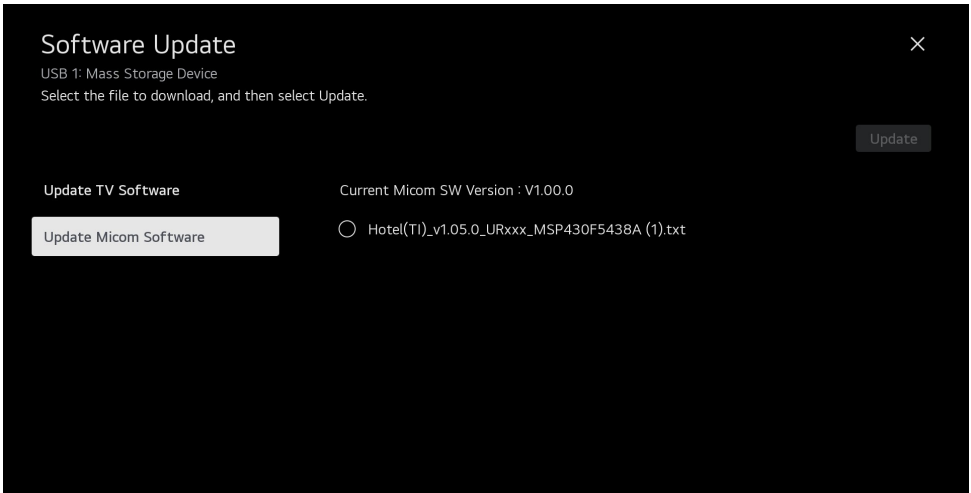 Software Update
USB 1: Mass Storage Device
Select the file to download, and then select Update.
Update
Update TV Software
Current Micom SW Version : V1.00.0
Update Micom Software
Hotel(TI)_v1.05.0_URxxx_MSP430F5438A (1).txt